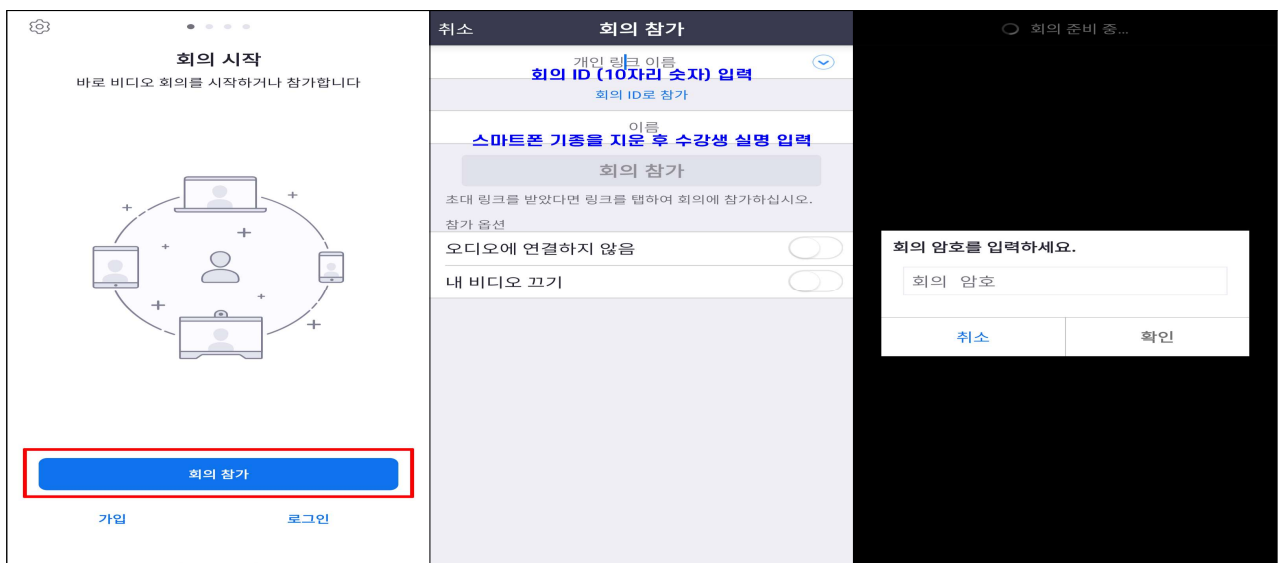 회의 시작
바로 비디오 회의를 시작하거나 참가합니다
회의 참가
가입
로그인
취소
회의 참가
개인 링크 이름
회의 ID (10자리 숫자) 입력
회의 ID로 참가
이름
스마트폰 기종을 지운 후 수강생 실명 입력
회의 참가
초대 링크를 받았다면 링크를 탭하여 회의에 참가하십시오.
참가 옵션
오디오에 연결하지 않음
내 비디오 끄기
회의 준비 중...
회의 암호를 입력하세요.
회의 암호
취소
확인